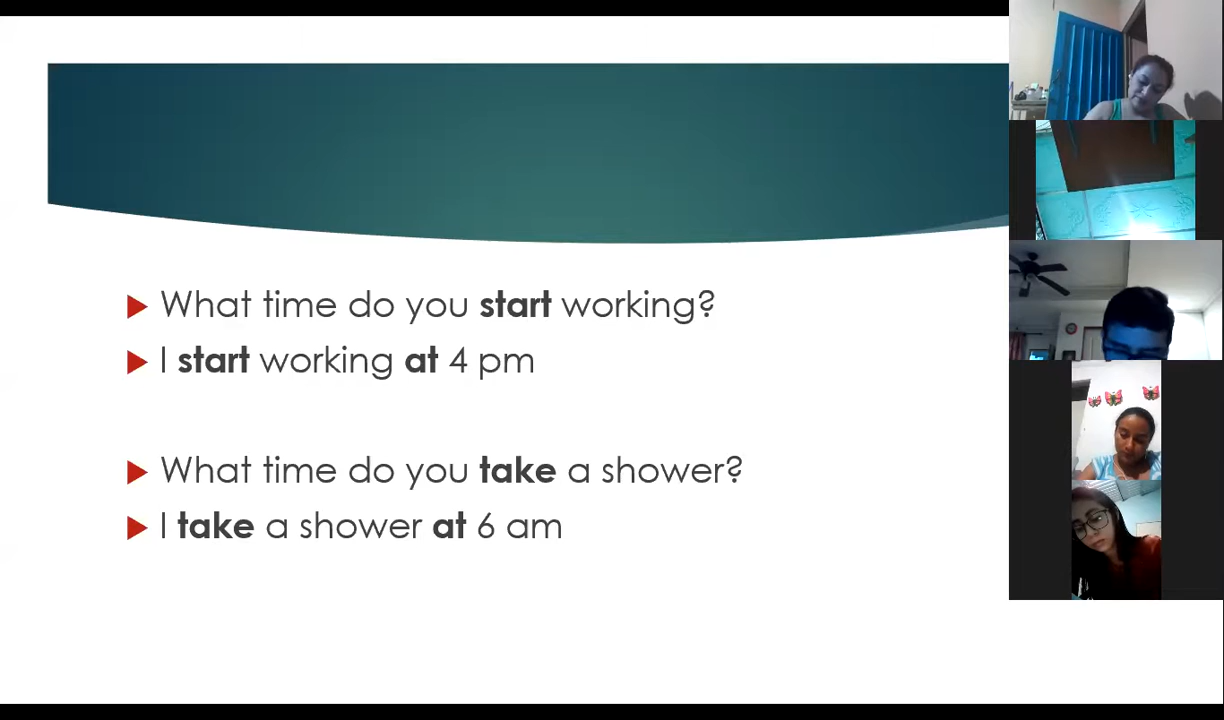 What time do you start working?
I start working at 4 pm
What time do you take a shower?
I take a shower at 6 am